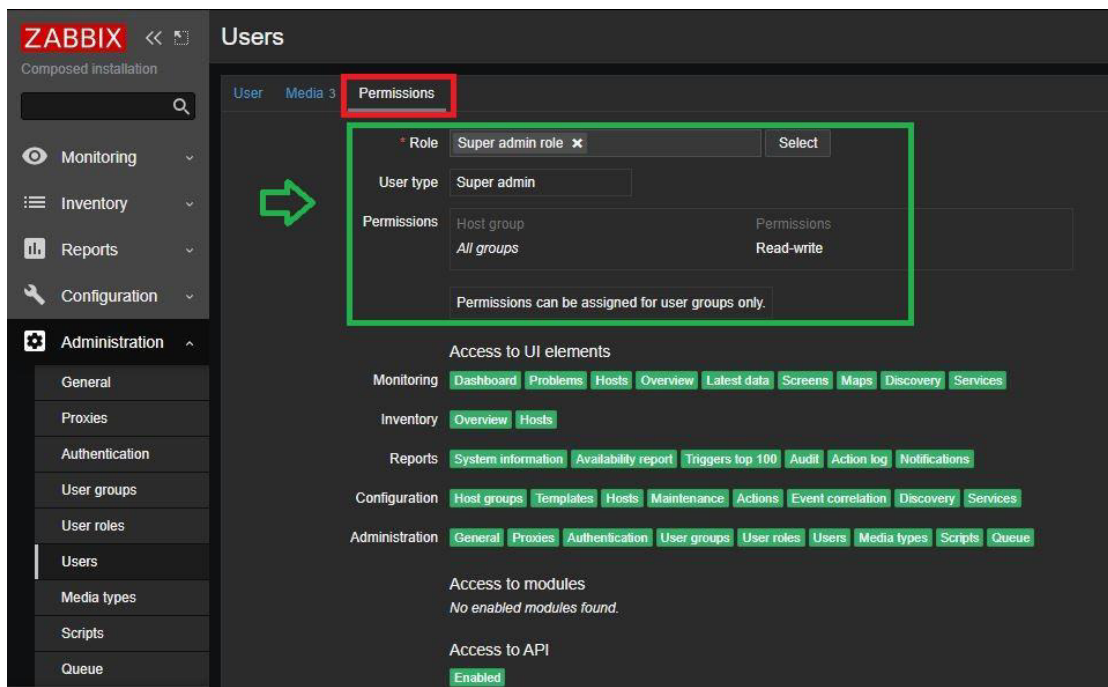 ZABBIX
Composed installation
Monitoring
Inventory
Reports
Configuration
Administration
General
Proxies
Authentication
User groups
User roles
Users
Media types
Scripts
Queue
Users
User Media 3 Permissions
* Role Super admin role Select
User type Super admin
Permissions Host group Permissions
All groups Read-write
Permissions can be assigned for user groups only.
Access to UI elements
Monitoring Dashboard Problems Hosts Overview Latest data Screens Maps Discovery Services
Inventory Overview Hosts
Reports System information Availability report Triggers top 100 Audit Action log Notifications
Configuration Host groups Templates Hosts Maintenance Actions Event correlation Discovery Services
Administration General Proxies Authentication User groups User roles Users Media types Scripts Queue
Access to modules
No enabled modules found.
Access to API
Enabled